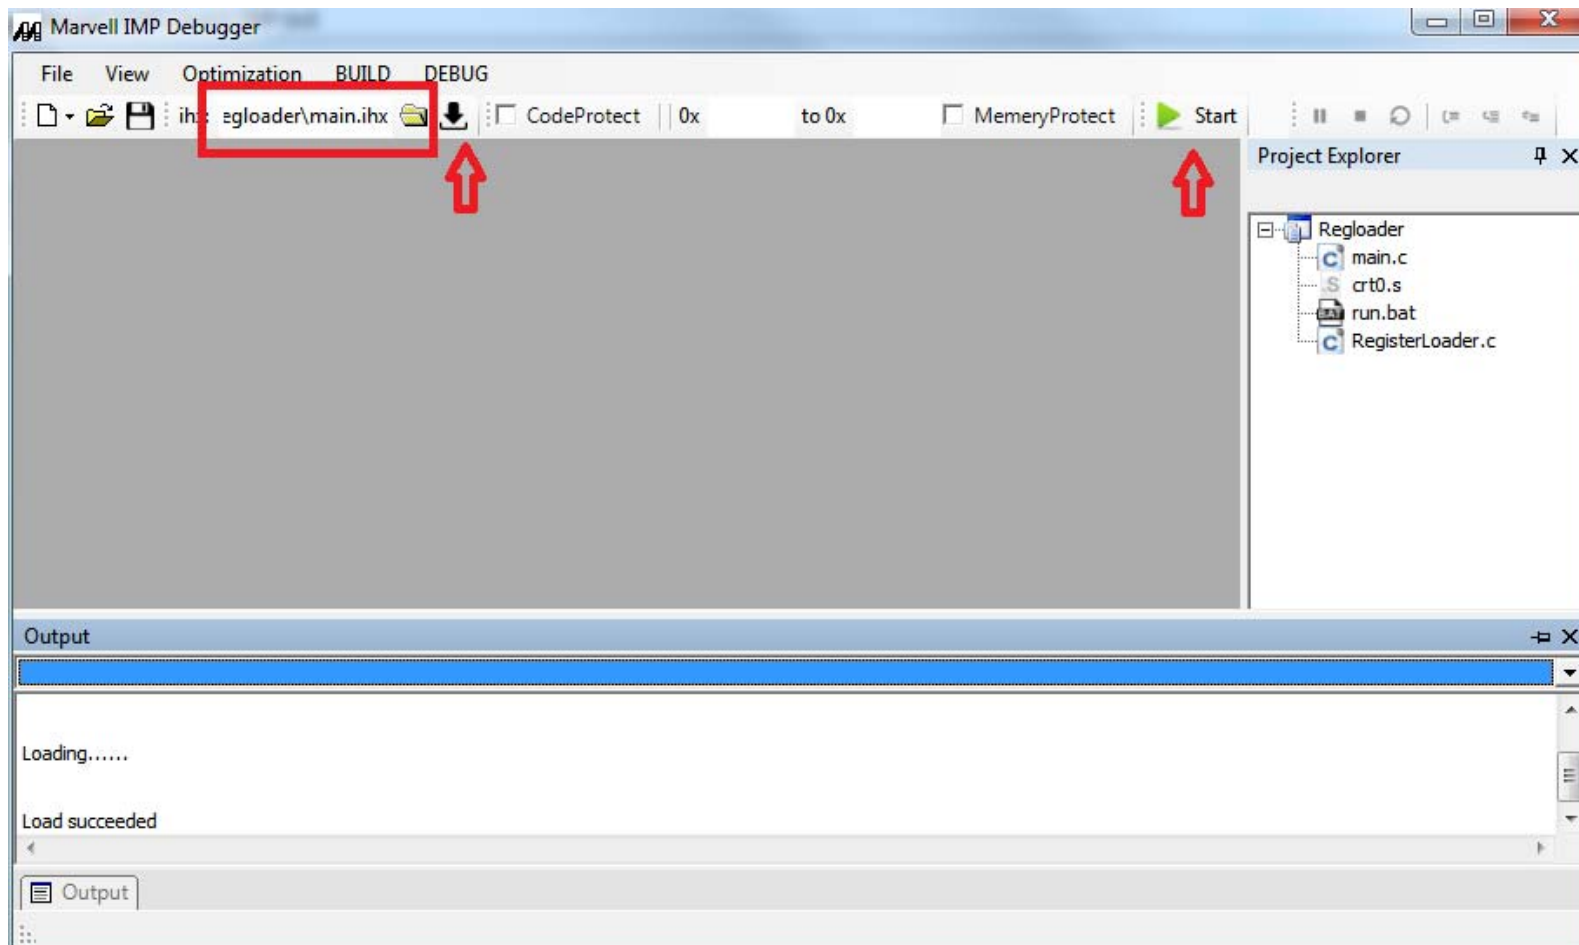 Marvell IMP Debugger
File View Optimization BUILD DEBUG
ihx: egloader\main.ihx CodeProtect 0x to 0x MemeryProtect Start
Project Explorer
Regloader
main.c
crt0.s
run.bat
RegisterLoader.c
Output
Loading......
Load succeeded
Output